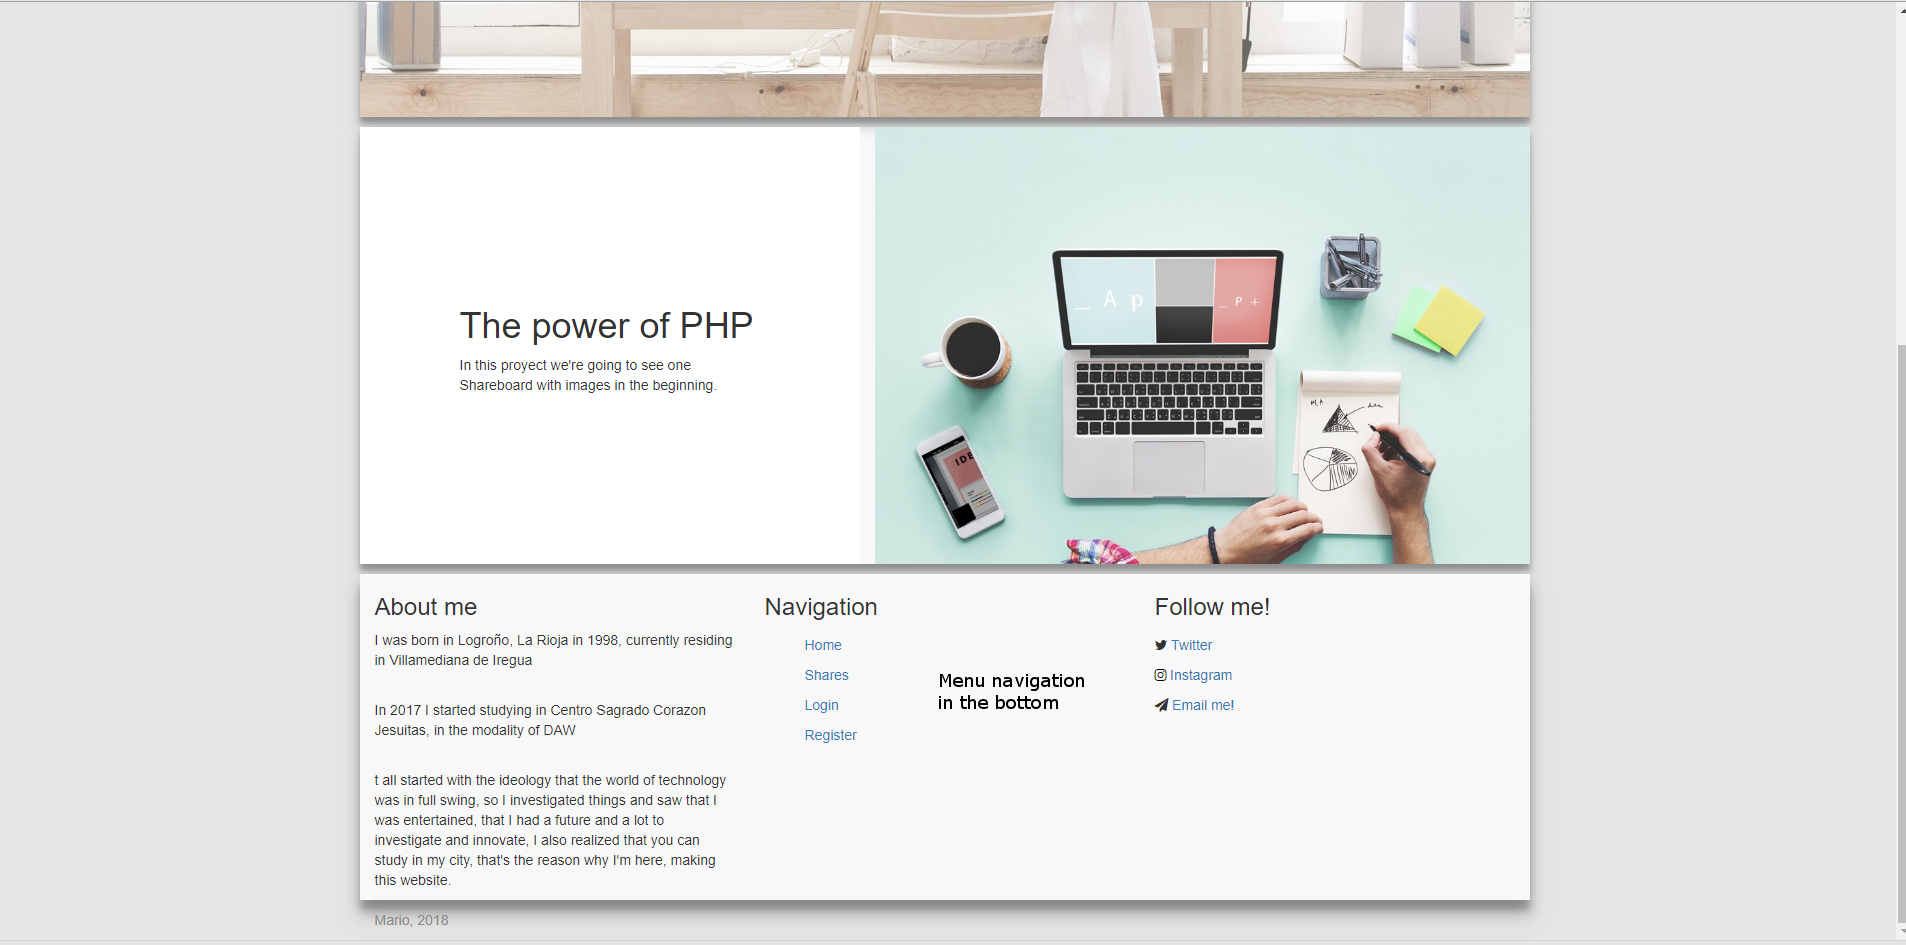 _ A p
_ P +
IDE
The power of PHP
In this proyect we're going to see one
Shareboard with images in the beginning.
About me
I was born in Logroño, La Rioja in 1998, currently residing
in Villamediana de Iregua
In 2017 I started studying in Centro Sagrado Corazon
Jesuitas, in the modality of DAW
t all started with the ideology that the world of technology
was in full swing, so I investigated things and saw that I
was entertained, that I had a future and a lot to
investigate and innovate, I also realized that you can
study in my city, that's the reason why I'm here, making
this website.
Navigation
Home
Shares
Login
Register
Menu navigation
in the bottom
Follow me!
Twitter
Instagram
Email me!
Mario, 2018